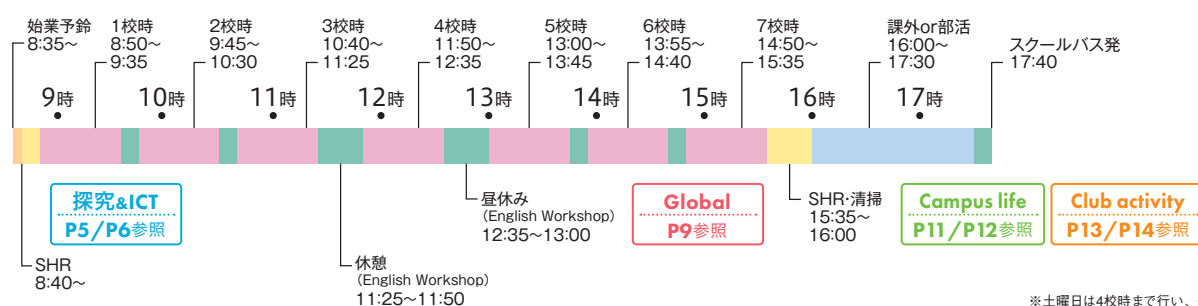 始業予鈴
8:35～
1校時
8:50～
9:35
2校時
9:45～
10:30
3校時
10:40～
11:25
4校時
11:50～
12:35
5校時
13:00～
13:45
6校時
13:55～
14:40
7校時
14:50～
15:35
課外or部活
16:00～
17:30
スクールバス発
17:40
9時
10時
11時
12時
13時
14時
15時
16時
17時
探究&ICT
P5/P6参照
SHR
8:40～
休憩
(English Workshop)
11:25～11:50
昼休み
(English Workshop)
12:35～13:00
Global
P9参照
SHR・清掃
15:35～
16:00
Campus life
P11/P12参照
Club activity
P13/P14参照
※土曜日は4校時まで行い、